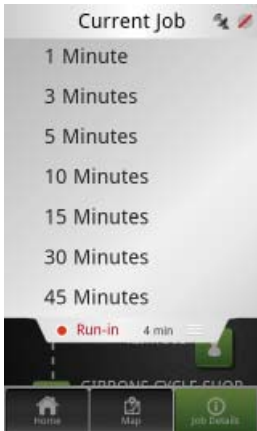 Current Job
1 Minute
3 Minutes
5 Minutes
10 Minutes
15 Minutes
30 Minutes
45 Minutes
Run-in 4 min
GIBBONS CYCLE SHOP
Home Map Job Details